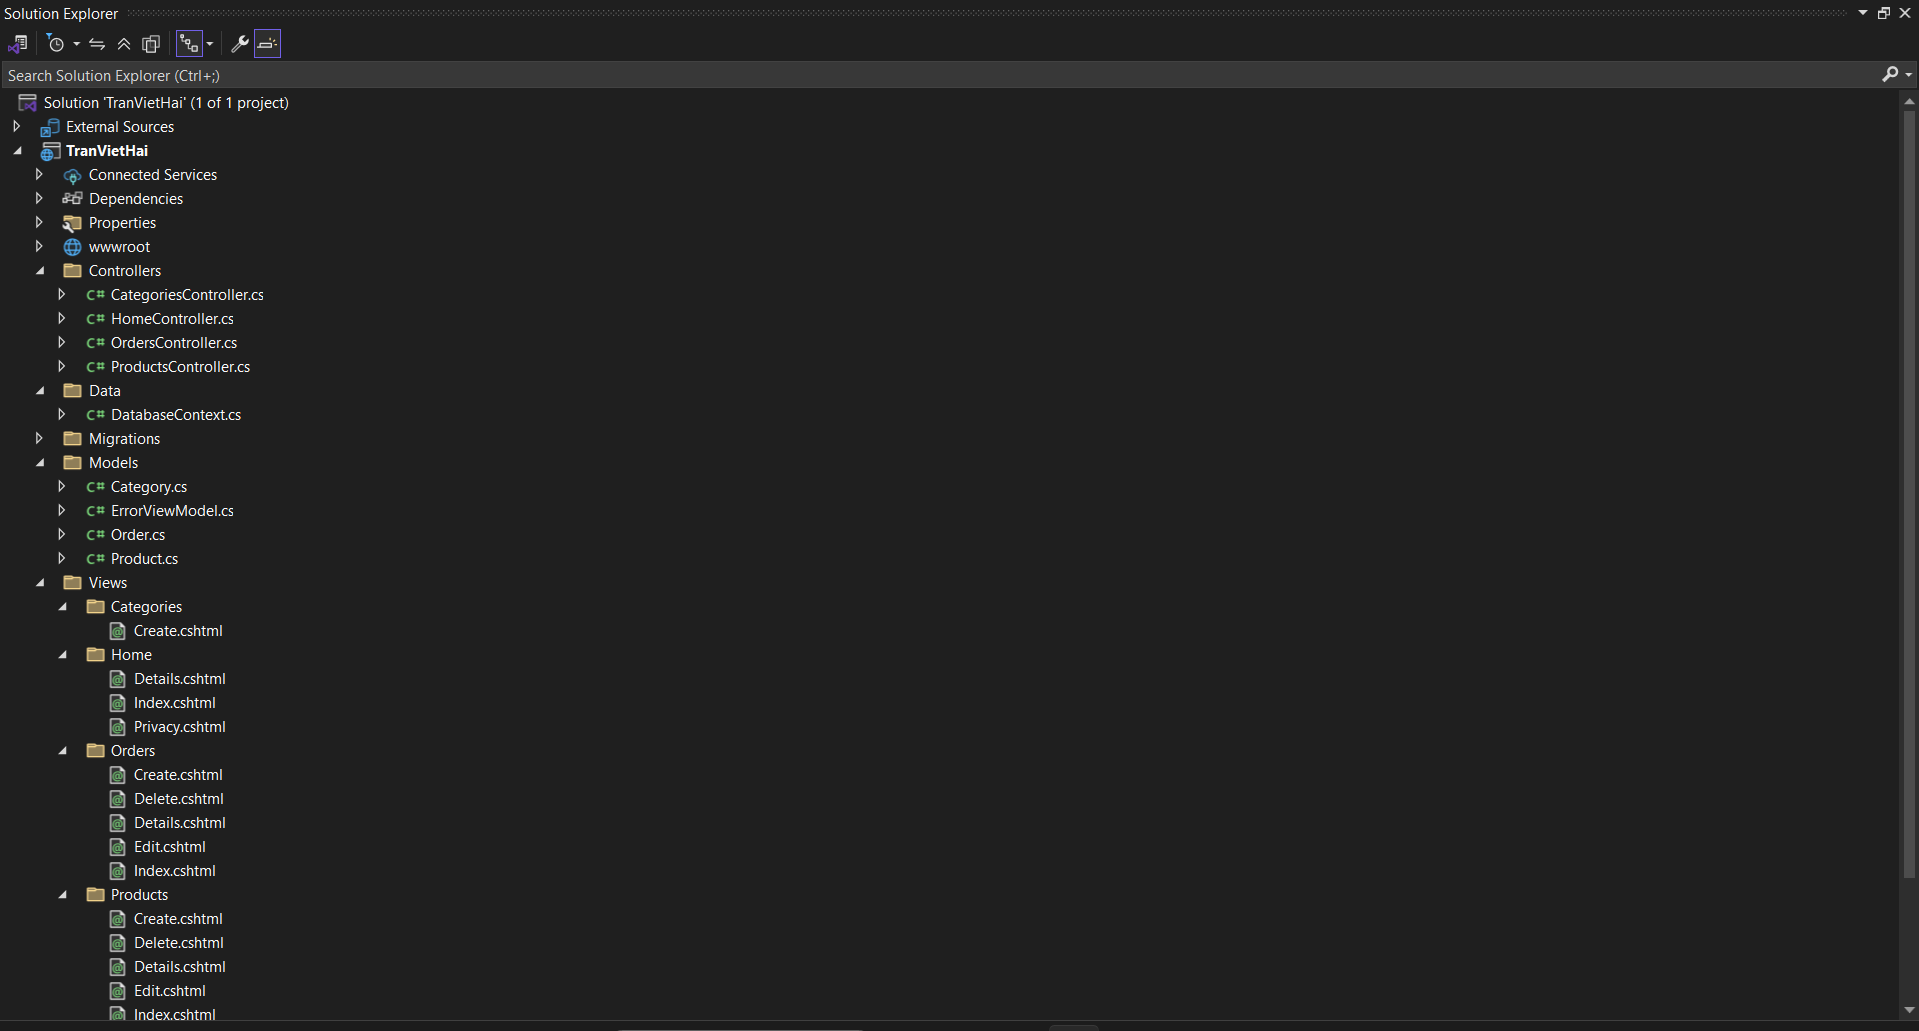 Solution Explorer
Search Solution Explorer (Ctrl+;)
Solution 'TranVietHai' (1 of 1 project)
External Sources
TranVietHai
Connected Services
Dependencies
Properties
wwwroot
Controllers
C# CategoriesController.cs
C# HomeController.cs
C# OrdersController.cs
C# ProductsController.cs
Data
C# DatabaseContext.cs
Migrations
Models
C# Category.cs
C# ErrorViewModel.cs
C# Order.cs
C# Product.cs
Views
Categories
Create.cshtml
Home
Details.cshtml
Index.cshtml
Privacy.cshtml
Orders
Create.cshtml
Delete.cshtml
Details.cshtml
Edit.cshtml
Index.cshtml
Products
Create.cshtml
Delete.cshtml
Details.cshtml
Edit.cshtml
Index.cshtml